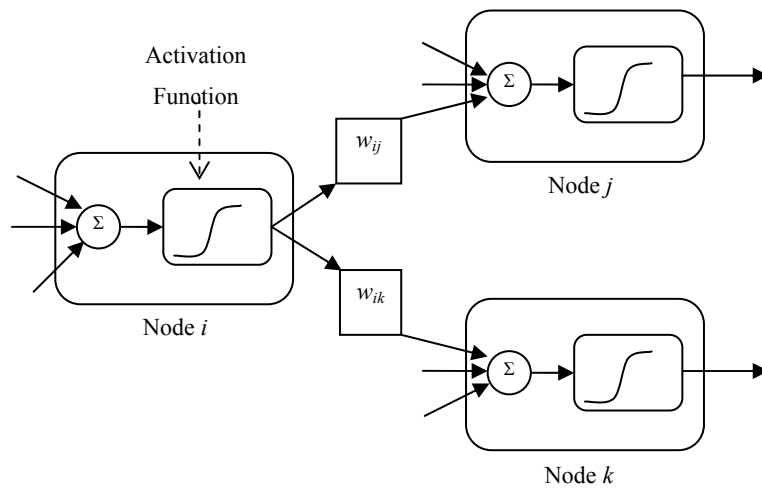 Activation
Function
Σ
Node i
w_ij
w_ik
Σ
Node j
Σ
Node k